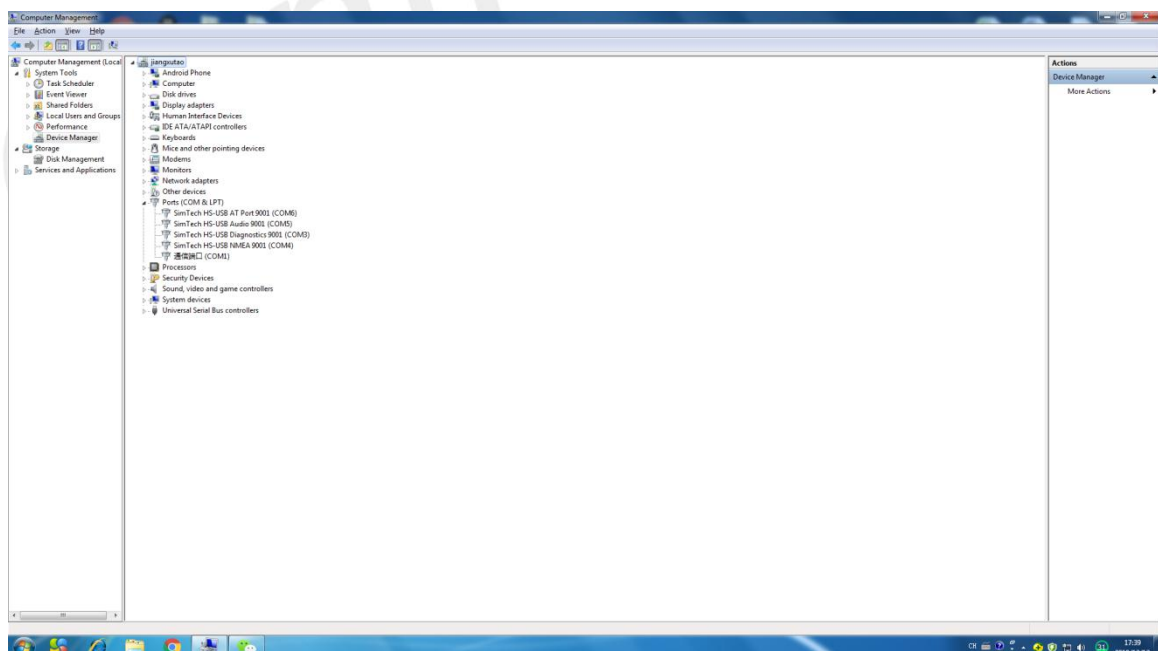 Computer Management
File Action View Help
Computer Management (Local
System Tools
Task Scheduler
Event Viewer
Shared Folders
Local Users and Groups
Performance
Device Manager
Storage
Disk Management
Services and Applications
jiangxutao
Android Phone
Computer
Disk drives
Display adapters
Human Interface Devices
IDE ATA/ATAPI controllers
Keyboards
Mice and other pointing devices
Modems
Monitors
Network adapters
Other devices
Ports (COM & LPT)
SimTech HS-USB AT Port 9001 (COM6)
SimTech HS-USB Audio 9001 (COM5)
SimTech HS-USB Diagnostics 9001 (COM3)
SimTech HS-USB NMEA 9001 (COM4)
通信端口 (COM1)
Processors
Security Devices
Sound, video and game controllers
System devices
Universal Serial Bus controllers
Actions
Device Manager
More Actions
CH
31
17:39